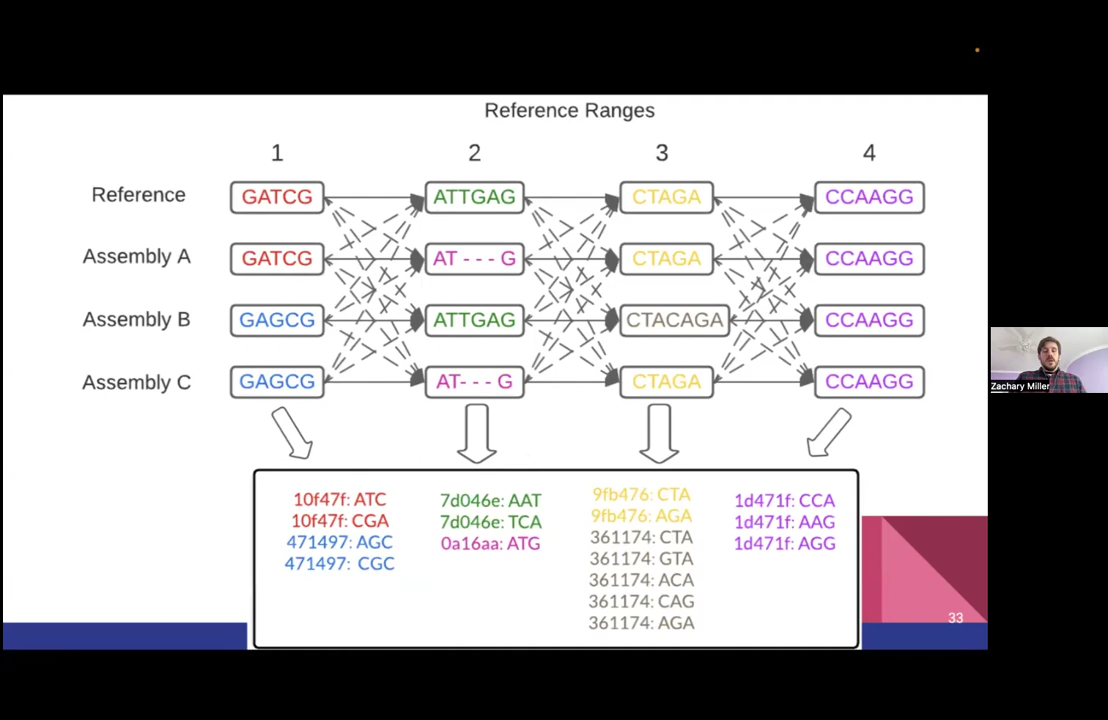 Reference Ranges
1 2 3 4
Reference GATCG ATTGAG CTAGA CCAAGG
Assembly A GATCG AT - - - G CTAGA CCAAGG
Assembly B GAGCG ATTGAG CTACAGA CCAAGG
Assembly C GAGCG AT- - - G CTAGA CCAAGG
10f47f: ATC
10f47f: CGA
471497: AGC
471497: CGC
7d046e: AAT
7d046e: TCA
0a16aa: ATG
9fb476: CTA
9fb476: AGA
361174: CTA
361174: GTA
361174: ACA
361174: CAG
361174: AGA
1d471f: CCA
1d471f: AAG
1d471f: AGG
33
Zachary Miller